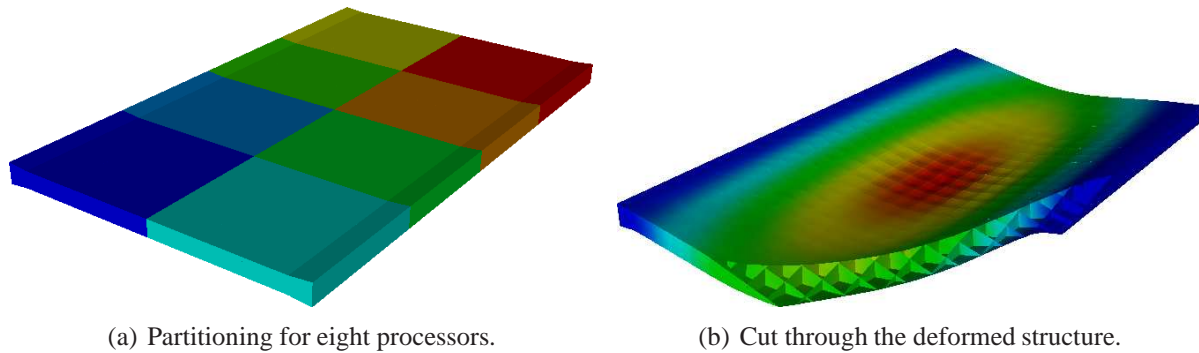 (a) Partitioning for eight processors.
(b) Cut through the deformed structure.